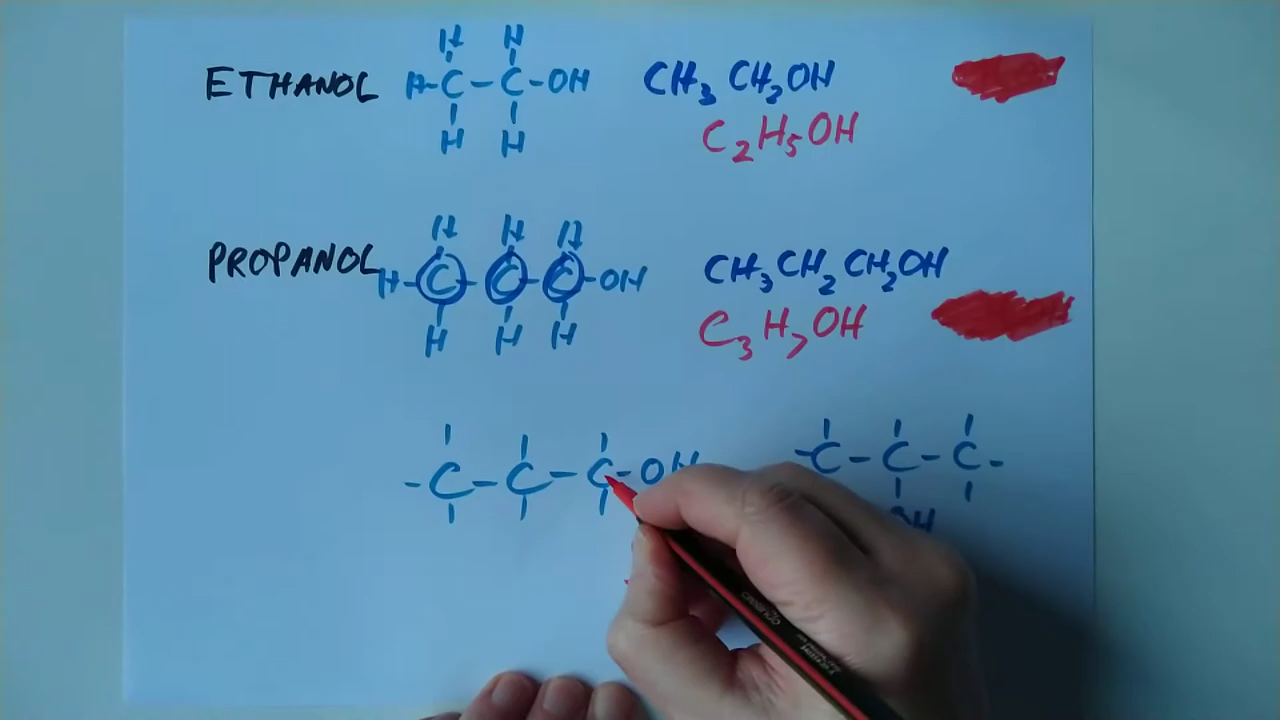 H H
ETHANOL H-C-C-OH CH₃CH₂OH
H H
C₂H₅OH
H H H
PROPANOL H-C-C-C-OH CH₃CH₂CH₂OH
H H H
C₃H₇OH
-C-C-C-OH -C-C-C-
OH